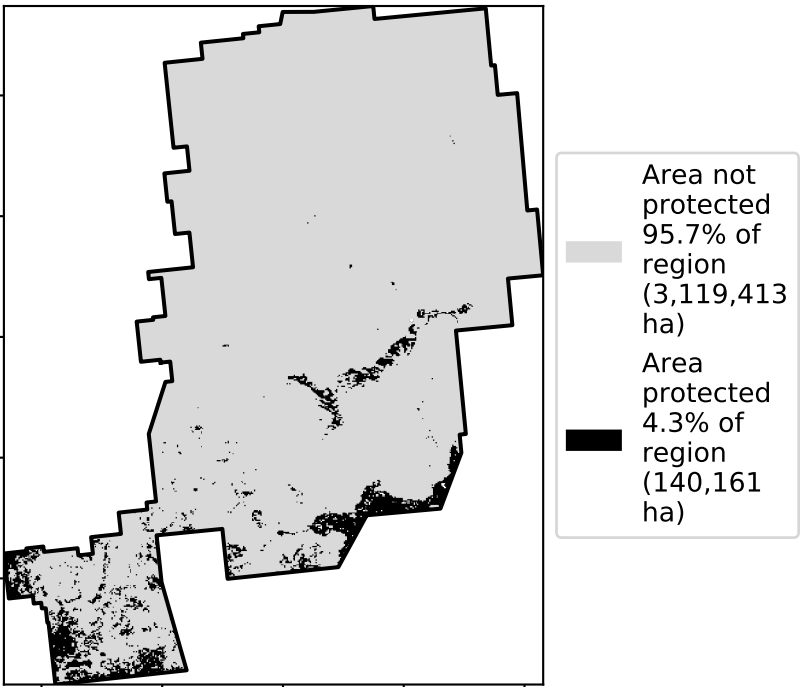 Area not
protected
95.7% of
region
(3,119,413
ha)
Area
protected
4.3% of
region
(140,161
ha)